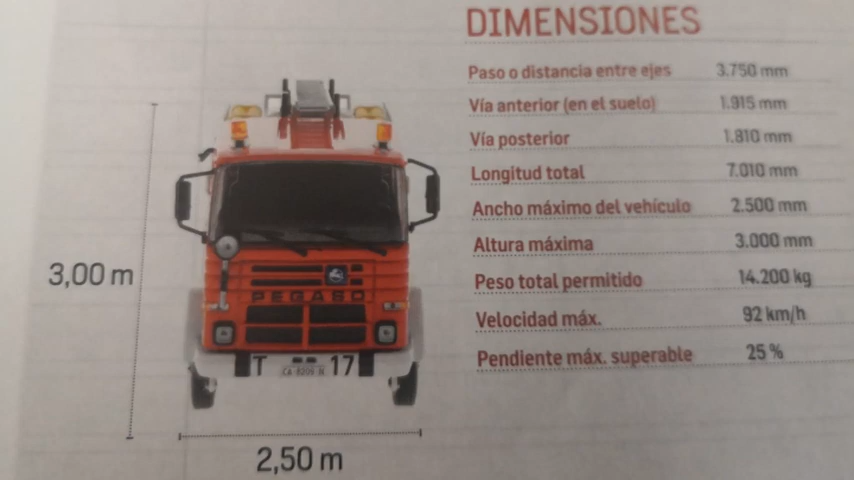 DIMENSIONES
Paso o distancia entre ejes 3.750 mm
Vía anterior (en el suelo) 1.915 mm
Vía posterior 1.810 mm
Longitud total 7.010 mm
Ancho máximo del vehículo 2.500 mm
Altura máxima 3.000 mm
Peso total permitido 14.200 kg
Velocidad máx. 92 km/h
Pendiente máx. superable 25 %
3,00 m
PEGASO
T 17
2,50 m